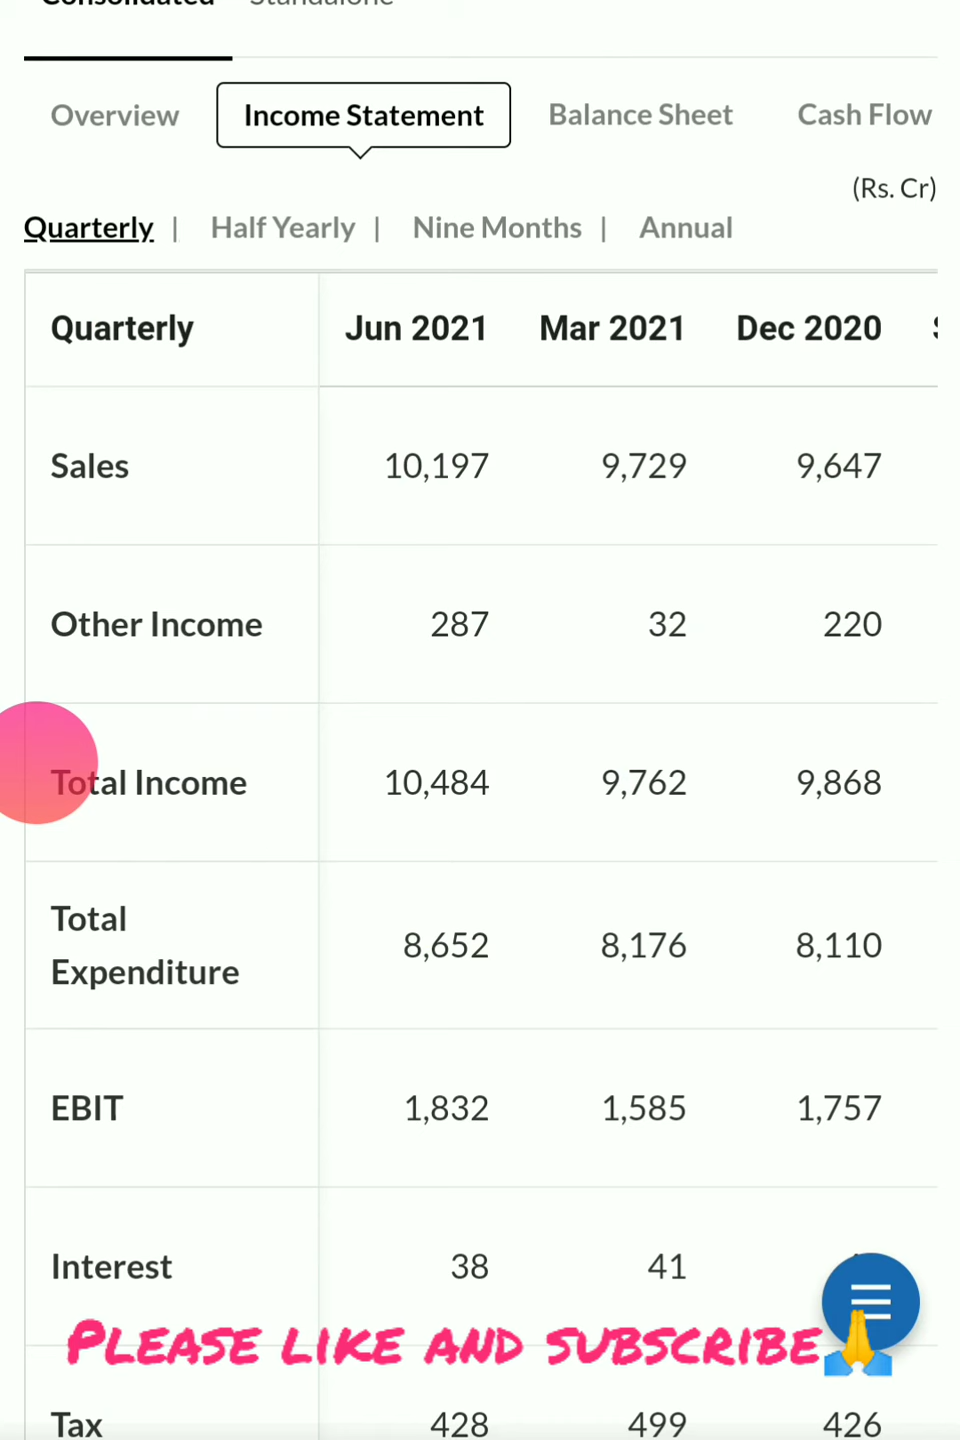 Consolidated Standalone
Overview Income Statement Balance Sheet Cash Flow
(Rs. Cr)
Quarterly | Half Yearly | Nine Months | Annual
Quarterly Jun 2021 Mar 2021 Dec 2020
Sales 10,197 9,729 9,647
Other Income 287 32 220
Total Income 10,484 9,762 9,868
Total
Expenditure 8,652 8,176 8,110
EBIT 1,832 1,585 1,757
Interest 38 41
PLEASE LIKE AND SUBSCRIBE🙏
Tax 428 499 426